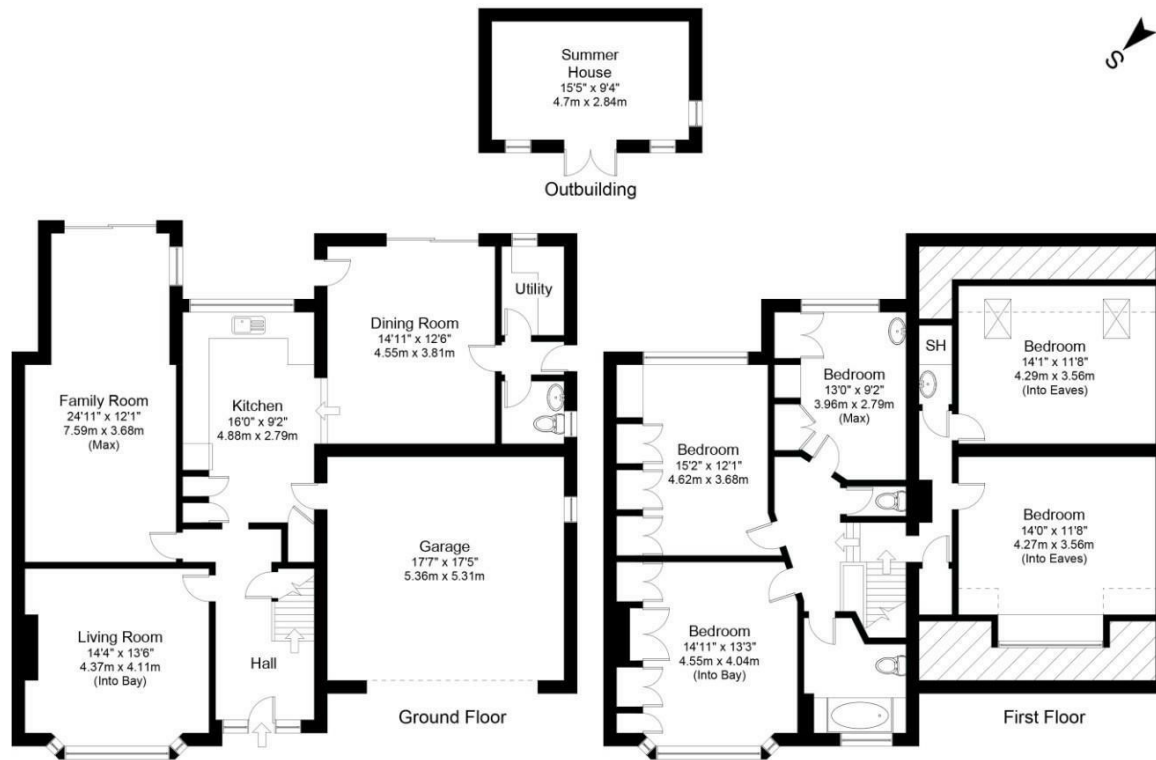 Summer
House
15'5" x 9'4"
4.7m x 2.84m
Outbuilding
S
Family Room
24'11" x 12'1"
7.59m x 3.68m
(Max)
Kitchen
16'0" x 9'2"
4.88m x 2.79m
Dining Room
14'11" x 12'6"
4.55m x 3.81m
Utility
Living Room
14'4" x 13'6"
4.37m x 4.11m
(Into Bay)
Hall
Garage
17'7" x 17'5"
5.36m x 5.31m
Ground Floor
Bedroom
15'2" x 12'1"
4.62m x 3.68m
Bedroom
13'0" x 9'2"
3.96m x 2.79m
(Max)
SH
Bedroom
14'1" x 11'8"
4.29m x 3.56m
(Into Eaves)
Bedroom
14'0" x 11'8"
4.27m x 3.56m
(Into Eaves)
Bedroom
14'11" x 13'3"
4.55m x 4.04m
(Into Bay)
First Floor